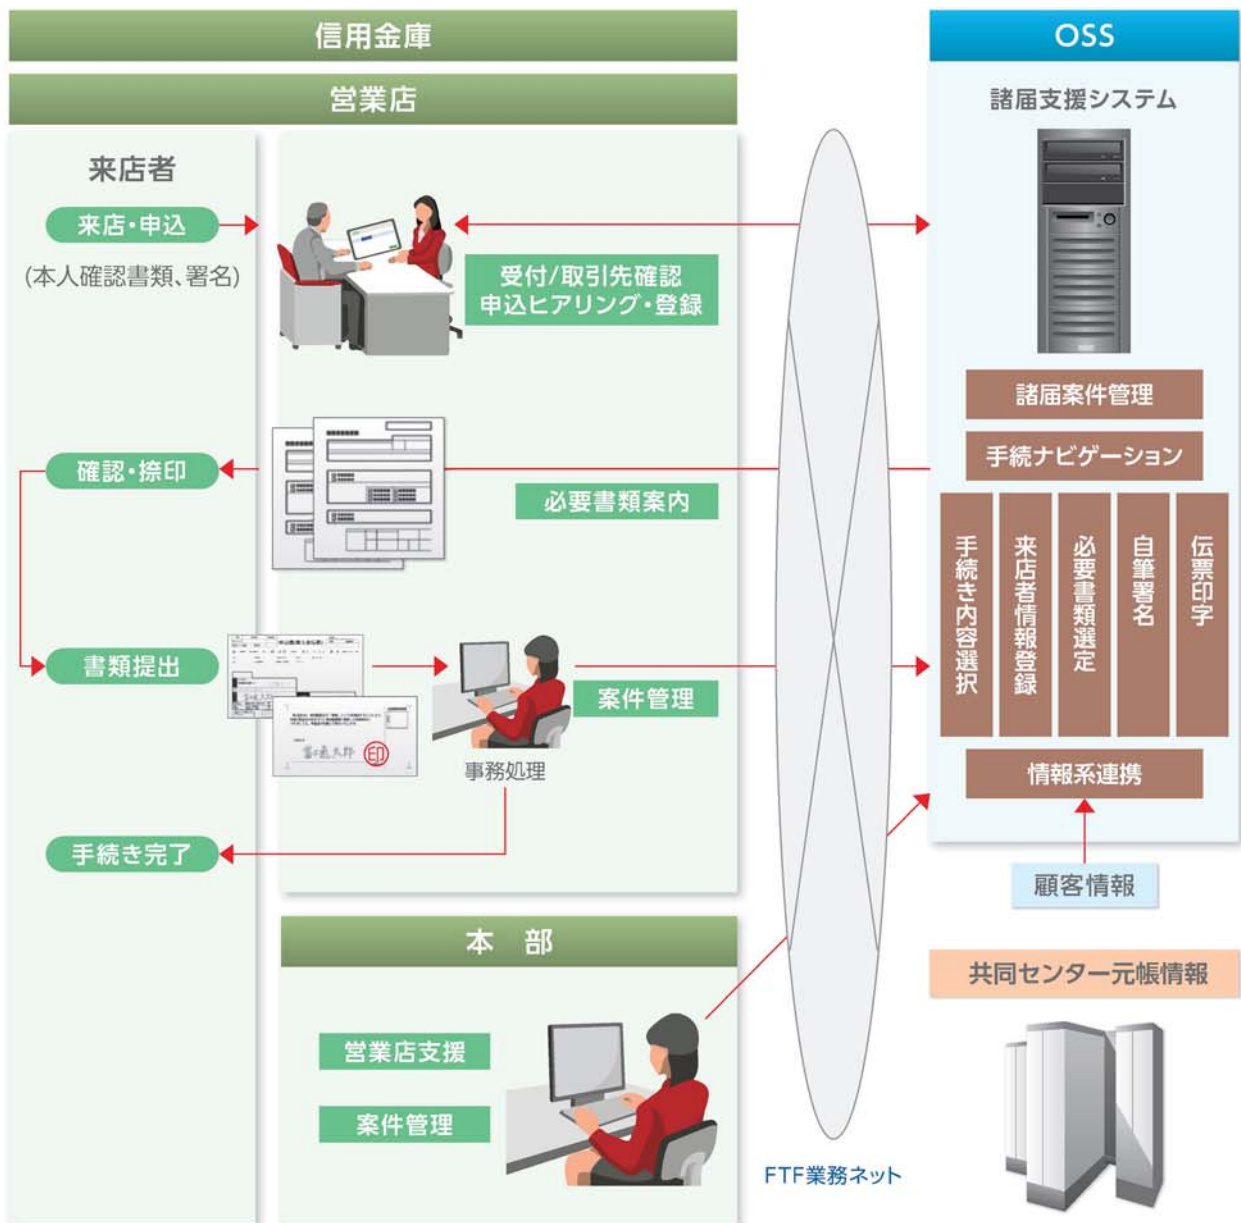 信用金庫
営業店
来店者
来店・申込
(本人確認書類、署名)
受付/取引先確認
申込ヒアリング・登録
確認・捺印
必要書類案内
書類提出
印
案件管理
事務処理
手続き完了
本 部
営業店支援
案件管理
FTF業務ネット
OSS
諸届支援システム
諸届案件管理
手続ナビゲーション
手続き内容選択
来店者情報登録
必要書類選定
自筆署名
伝票印字
情報系連携
顧客情報
共同センター元帳情報